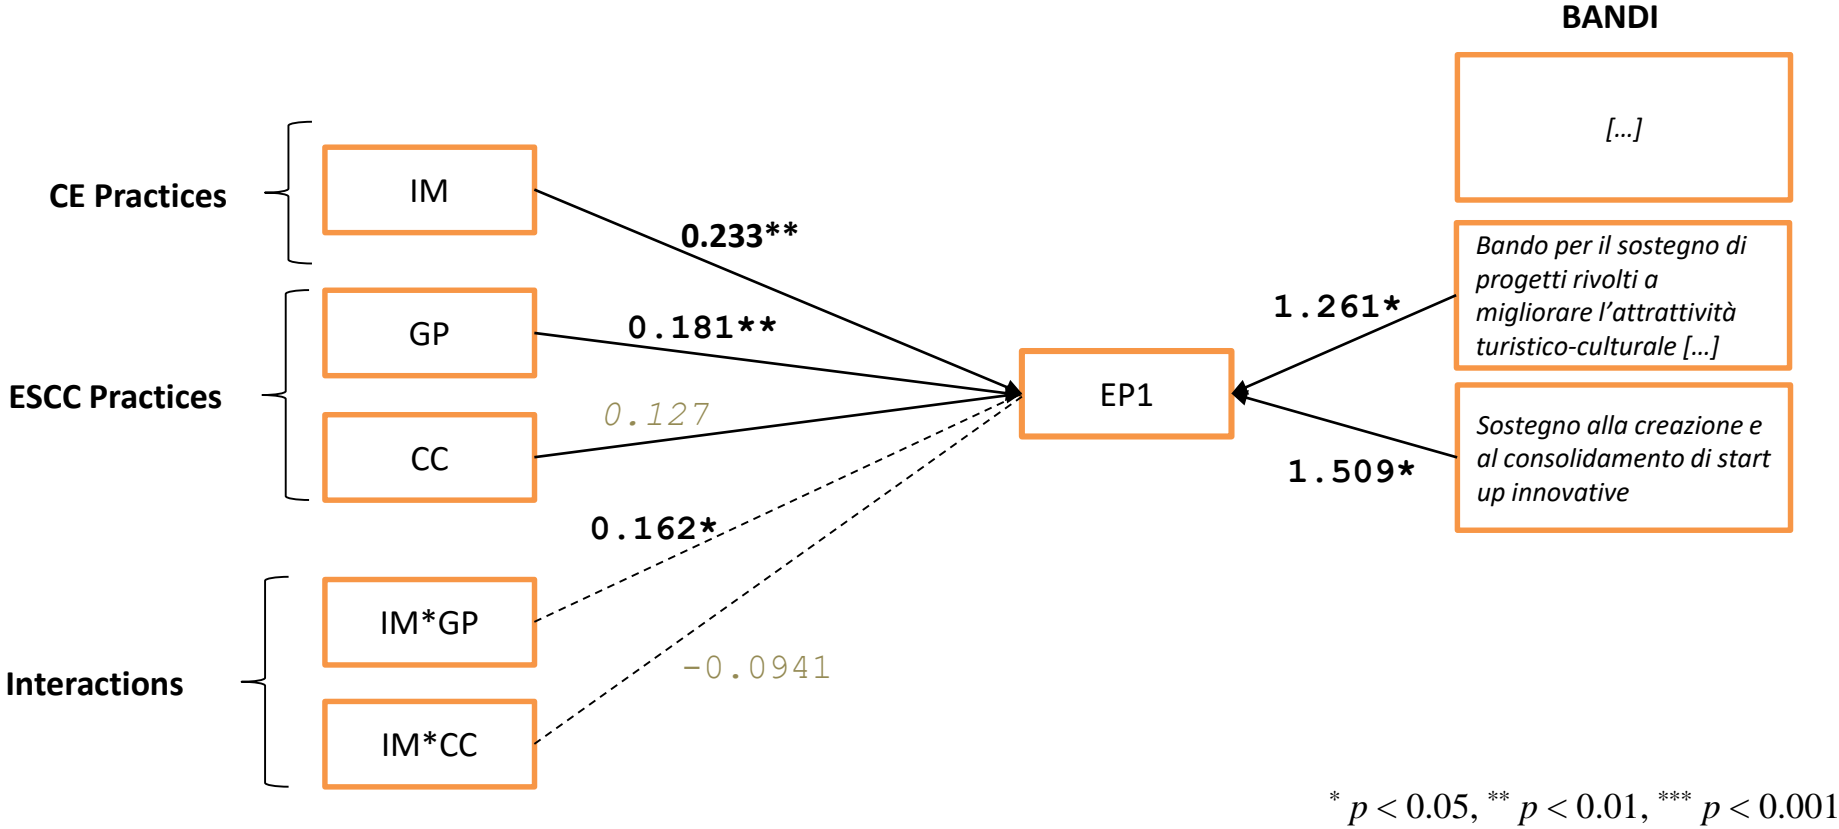 BANDI
[...]
CE Practices
IM
0.233**
Bando per il sostegno di
progetti rivolti a
migliorare l'attrattività
turistico-culturale [...]
1.261*
ESCC Practices
GP
0.181**
EP1
CC
0.127
Sostegno alla creazione e
al consolidamento di start
up innovative
1.509*
0.162*
Interactions
IM*GP
-0.0941
IM*CC
* p < 0.05, ** p < 0.01, *** p < 0.001